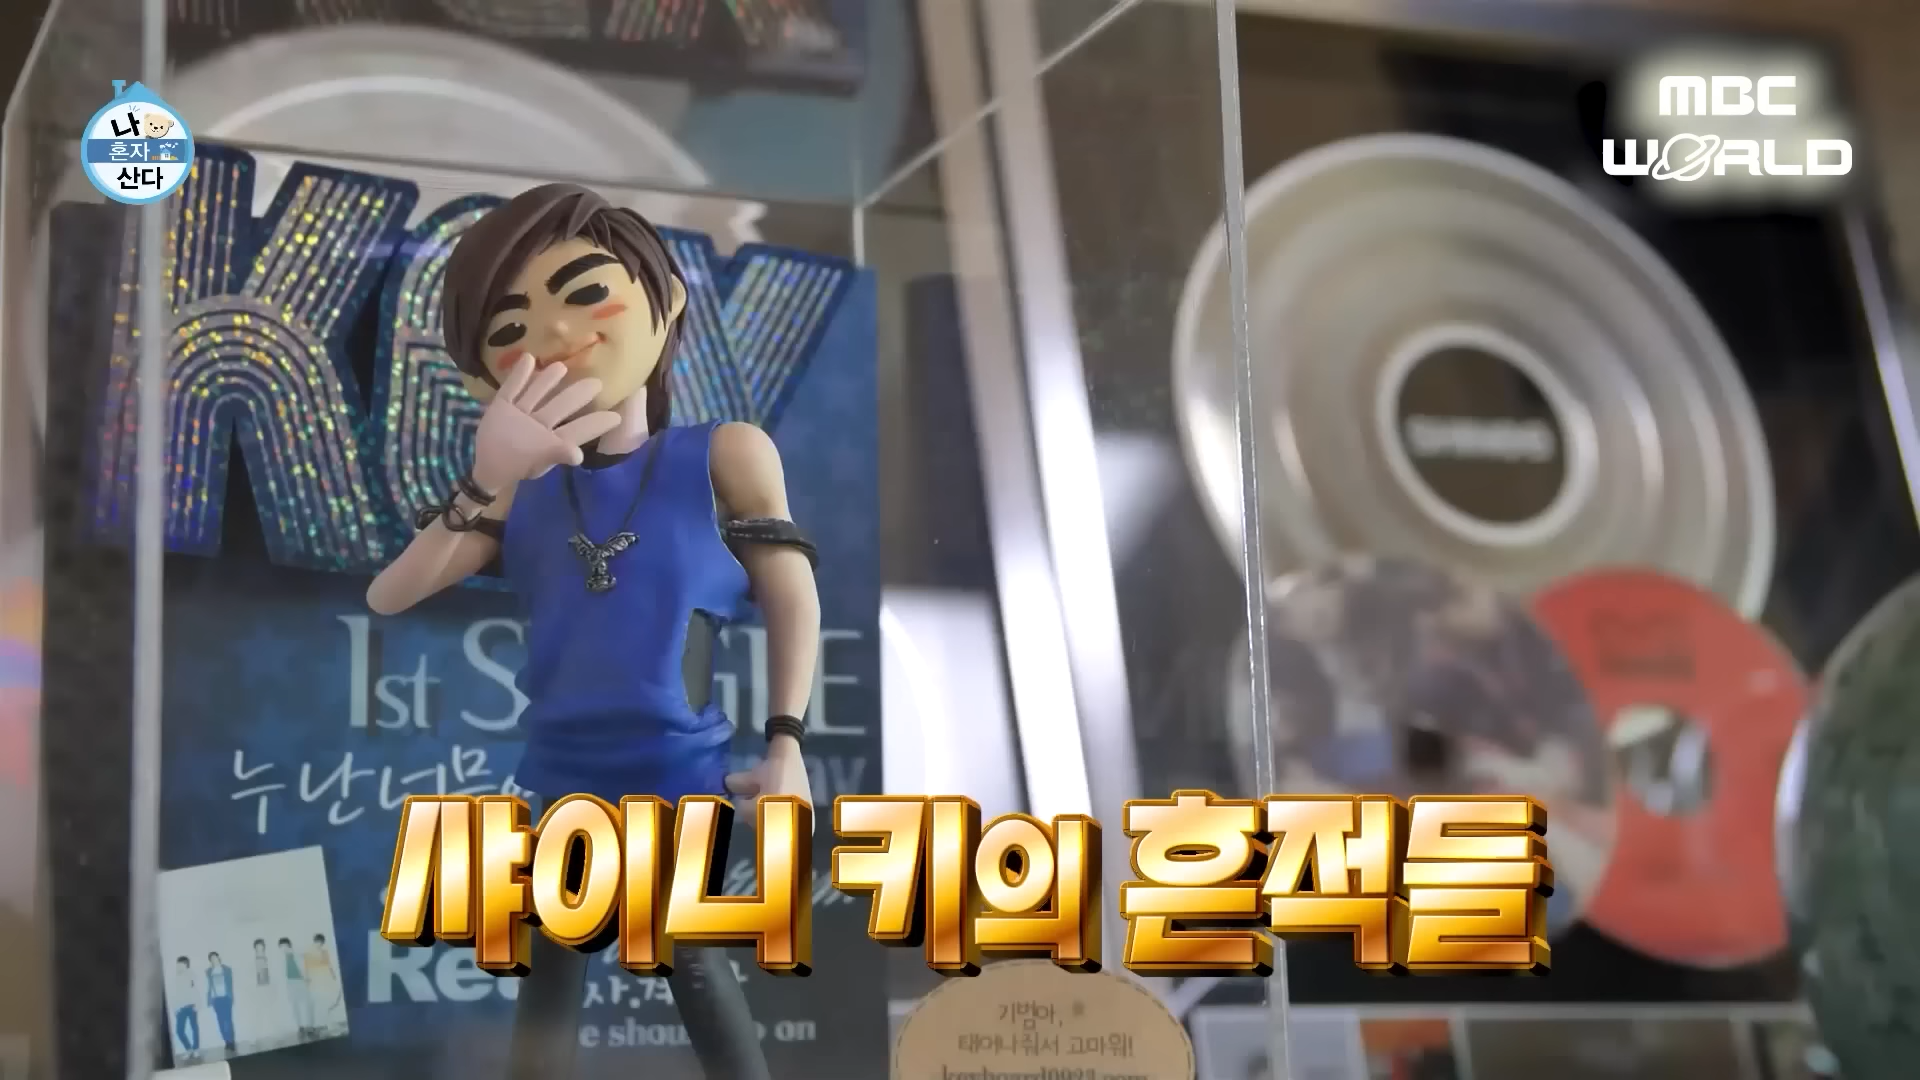 나
혼자
산다
MBC
WORLD
KEY
1st
누난 너무
Re
샤이니 키의 흔적들
on
기범아,
태어나줘서 고마워!